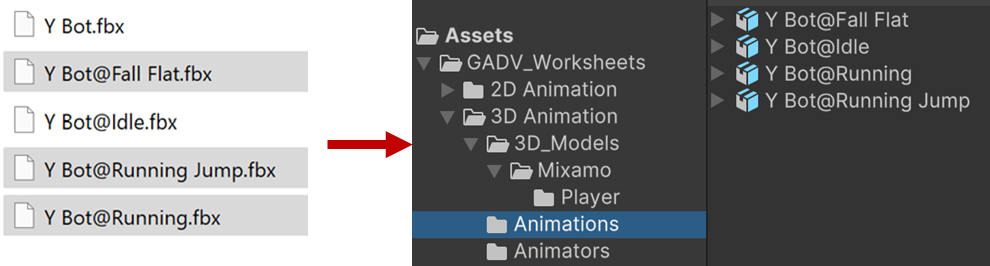 Y Bot.fbx
Y Bot@Fall Flat.fbx
Y Bot@Idle.fbx
Y Bot@Running Jump.fbx
Y Bot@Running.fbx
Assets
GADV_Worksheets
2D Animation
3D Animation
3D_Models
Mixamo
Player
Animations
Animators
Y Bot@Fall Flat
Y Bot@Idle
Y Bot@Running
Y Bot@Running Jump